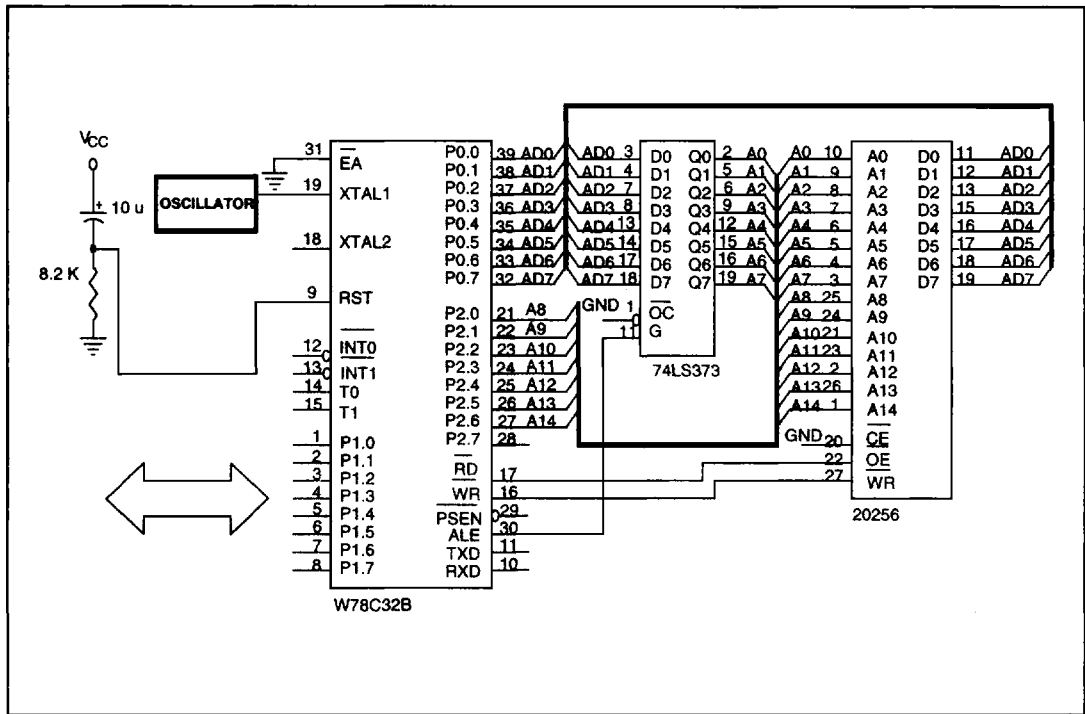 VCC
10 u
8.2 K
OSCILLATOR
31 EA
19 XTAL1
18 XTAL2
9 RST
12 INT0
13 INT1
14 T0
15 T1
1 P1.0
2 P1.1
3 P1.2
4 P1.3
5 P1.4
6 P1.5
7 P1.6
8 P1.7
P0.0 39 AD0
P0.1 38 AD1
P0.2 37 AD2
P0.3 36 AD3
P0.4 35 AD4
P0.5 34 AD5
P0.6 33 AD6
P0.7 32 AD7
P2.0 21 A8
P2.1 22 A9
P2.2 23 A10
P2.3 24 A11
P2.4 25 A12
P2.5 26 A13
P2.6 27 A14
P2.7 28
RD 17
WR 16
PSEN 29
ALE 30
TXD 11
RXD 10
W78C32B
AD0 3 D0 Q0 2 A0
AD1 4 D1 Q1 5 A1
AD2 7 D2 Q2 6 A2
AD3 8 D3 Q3 9 A3
AD4 13 D4 Q4 12 A4
AD5 14 D5 Q5 15 A5
AD6 17 D6 Q6 16 A6
AD7 18 D7 Q7 19 A7
GND 1 OC
11 G
74LS373
A0 10 A0 D0 11 AD0
A1 9 A1 D1 12 AD1
A2 8 A2 D2 13 AD2
A3 7 A3 D3 15 AD3
A4 6 A4 D4 16 AD4
A5 5 A5 D5 17 AD5
A6 4 A6 D6 18 AD6
A7 3 A7 D7 19 AD7
A8 25 A8
A9 24 A9
A10 21 A10
A11 23 A11
A12 2 A12
A13 26 A13
A14 1 A14
GND 20 CE
22 OE
27 WR
20256